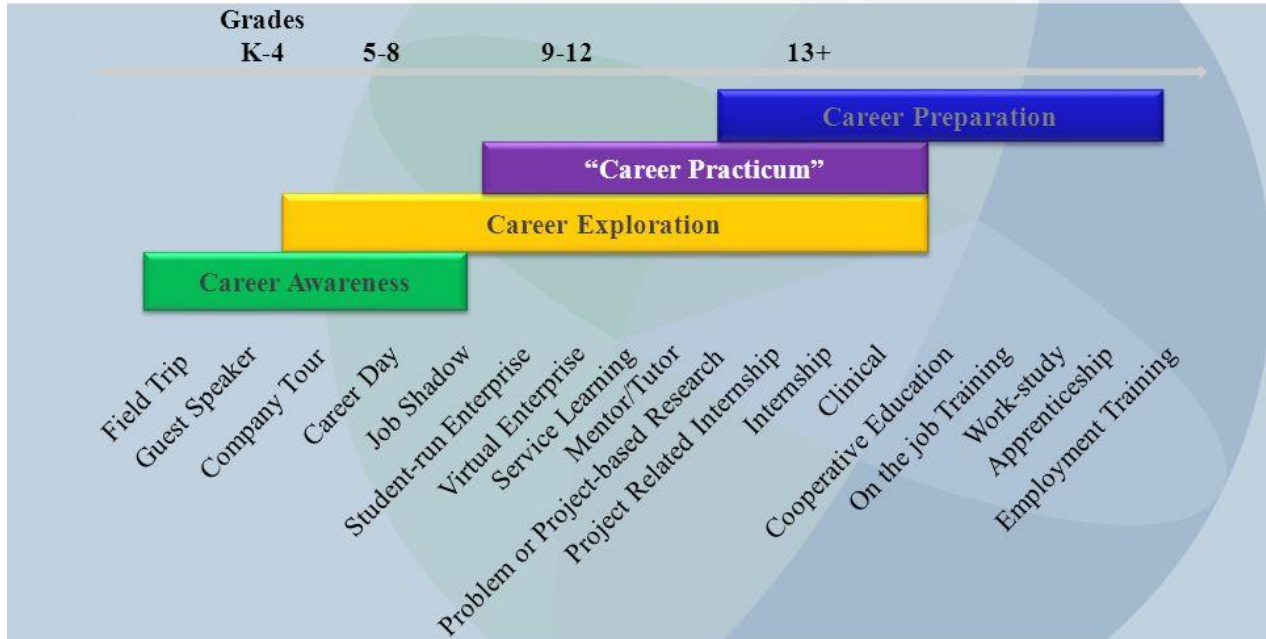 Grades
K-4 5-8 9-12 13+
Career Preparation
“Career Practicum”
Career Exploration
Career Awareness
Field Trip
Guest Speaker
Company Tour
Career Day
Job Shadow
Student-run Enterprise
Virtual Enterprise
Service Learning
Mentor/Tutor
Problem or Project-based Research
Project Related Internship
Internship
Clinical
Cooperative Education
On the job Training
Work-study
Apprenticeship
Employment Training